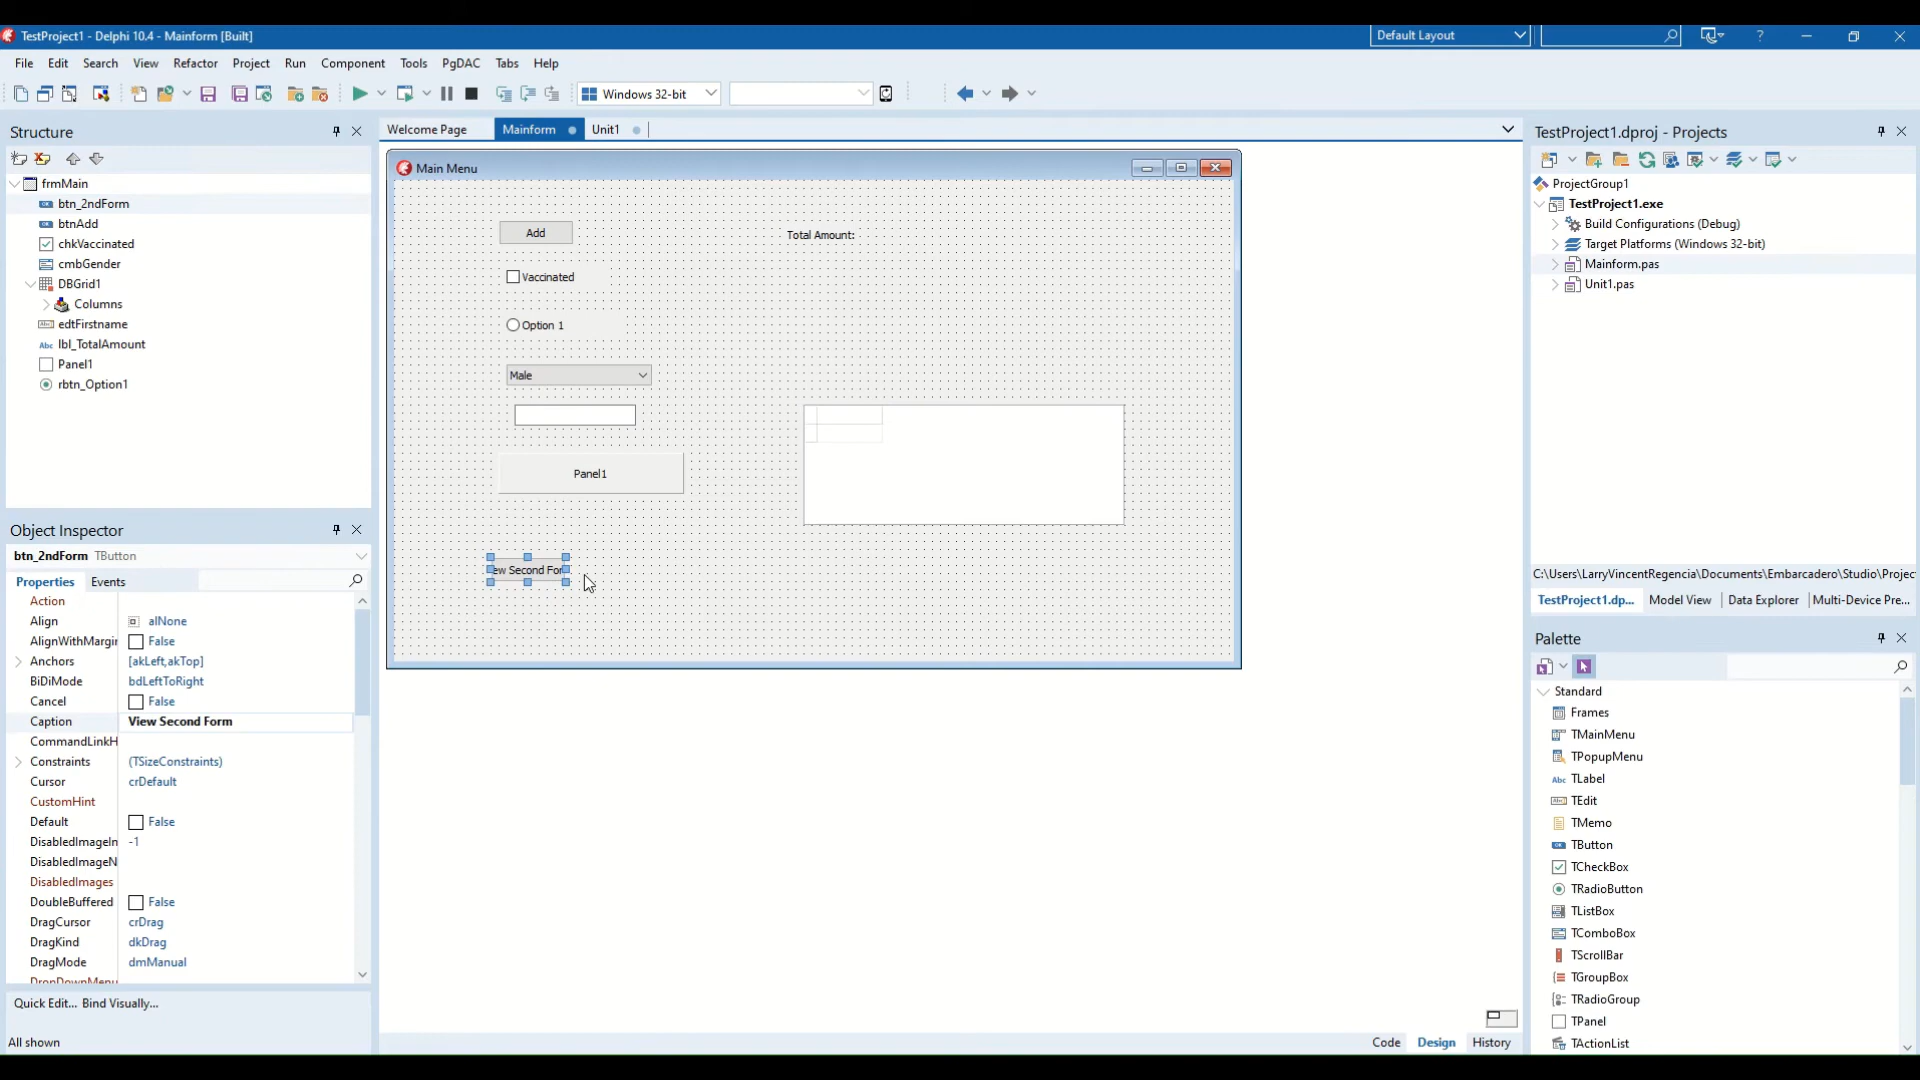 TestProject1 - Delphi 10.4 - Mainform [Built]
Default Layout
?
File Edit Search View Refactor Project Run Component Tools PgDAC Tabs Help
Windows 32-bit
Structure
frmMain
btn_2ndForm
btnAdd
chkVaccinated
cmbGender
DBGrid1
Columns
edtFirstname
lbl_TotalAmount
Panel1
rbtn_Option1
Object Inspector
btn_2ndForm TButton
Properties Events
Action
Align alNone
AlignWithMargir False
Anchors [akLeft,akTop]
BiDiMode bdLeftToRight
Cancel False
Caption View Second Form
CommandLinkH
Constraints (TSizeConstraints)
Cursor crDefault
CustomHint
Default False
DisabledImageIn -1
DisabledImageN
DisabledImages
DoubleBuffered False
DragCursor crDrag
DragKind dkDrag
DragMode dmManual
DropDownMenu
Quick Edit... Bind Visually...
All shown
Welcome Page Mainform Unit1
Main Menu
Add
Total Amount:
Vaccinated
Option 1
Male
Panel1
ew Second For
Code Design History
TestProject1.dproj - Projects
ProjectGroup1
TestProject1.exe
Build Configurations (Debug)
Target Platforms (Windows 32-bit)
Mainform.pas
Unit1.pas
C:\Users\LarryVincentRegencia\Documents\Embarcadero\Studio\Project
TestProject1.dp... Model View Data Explorer Multi-Device Pre...
Palette
Standard
Frames
TMainMenu
TPopupMenu
Abc TLabel
TEdit
TMemo
TButton
TCheckBox
TRadioButton
TListBox
TComboBox
TScrollBar
TGroupBox
TRadioGroup
TPanel
TActionList